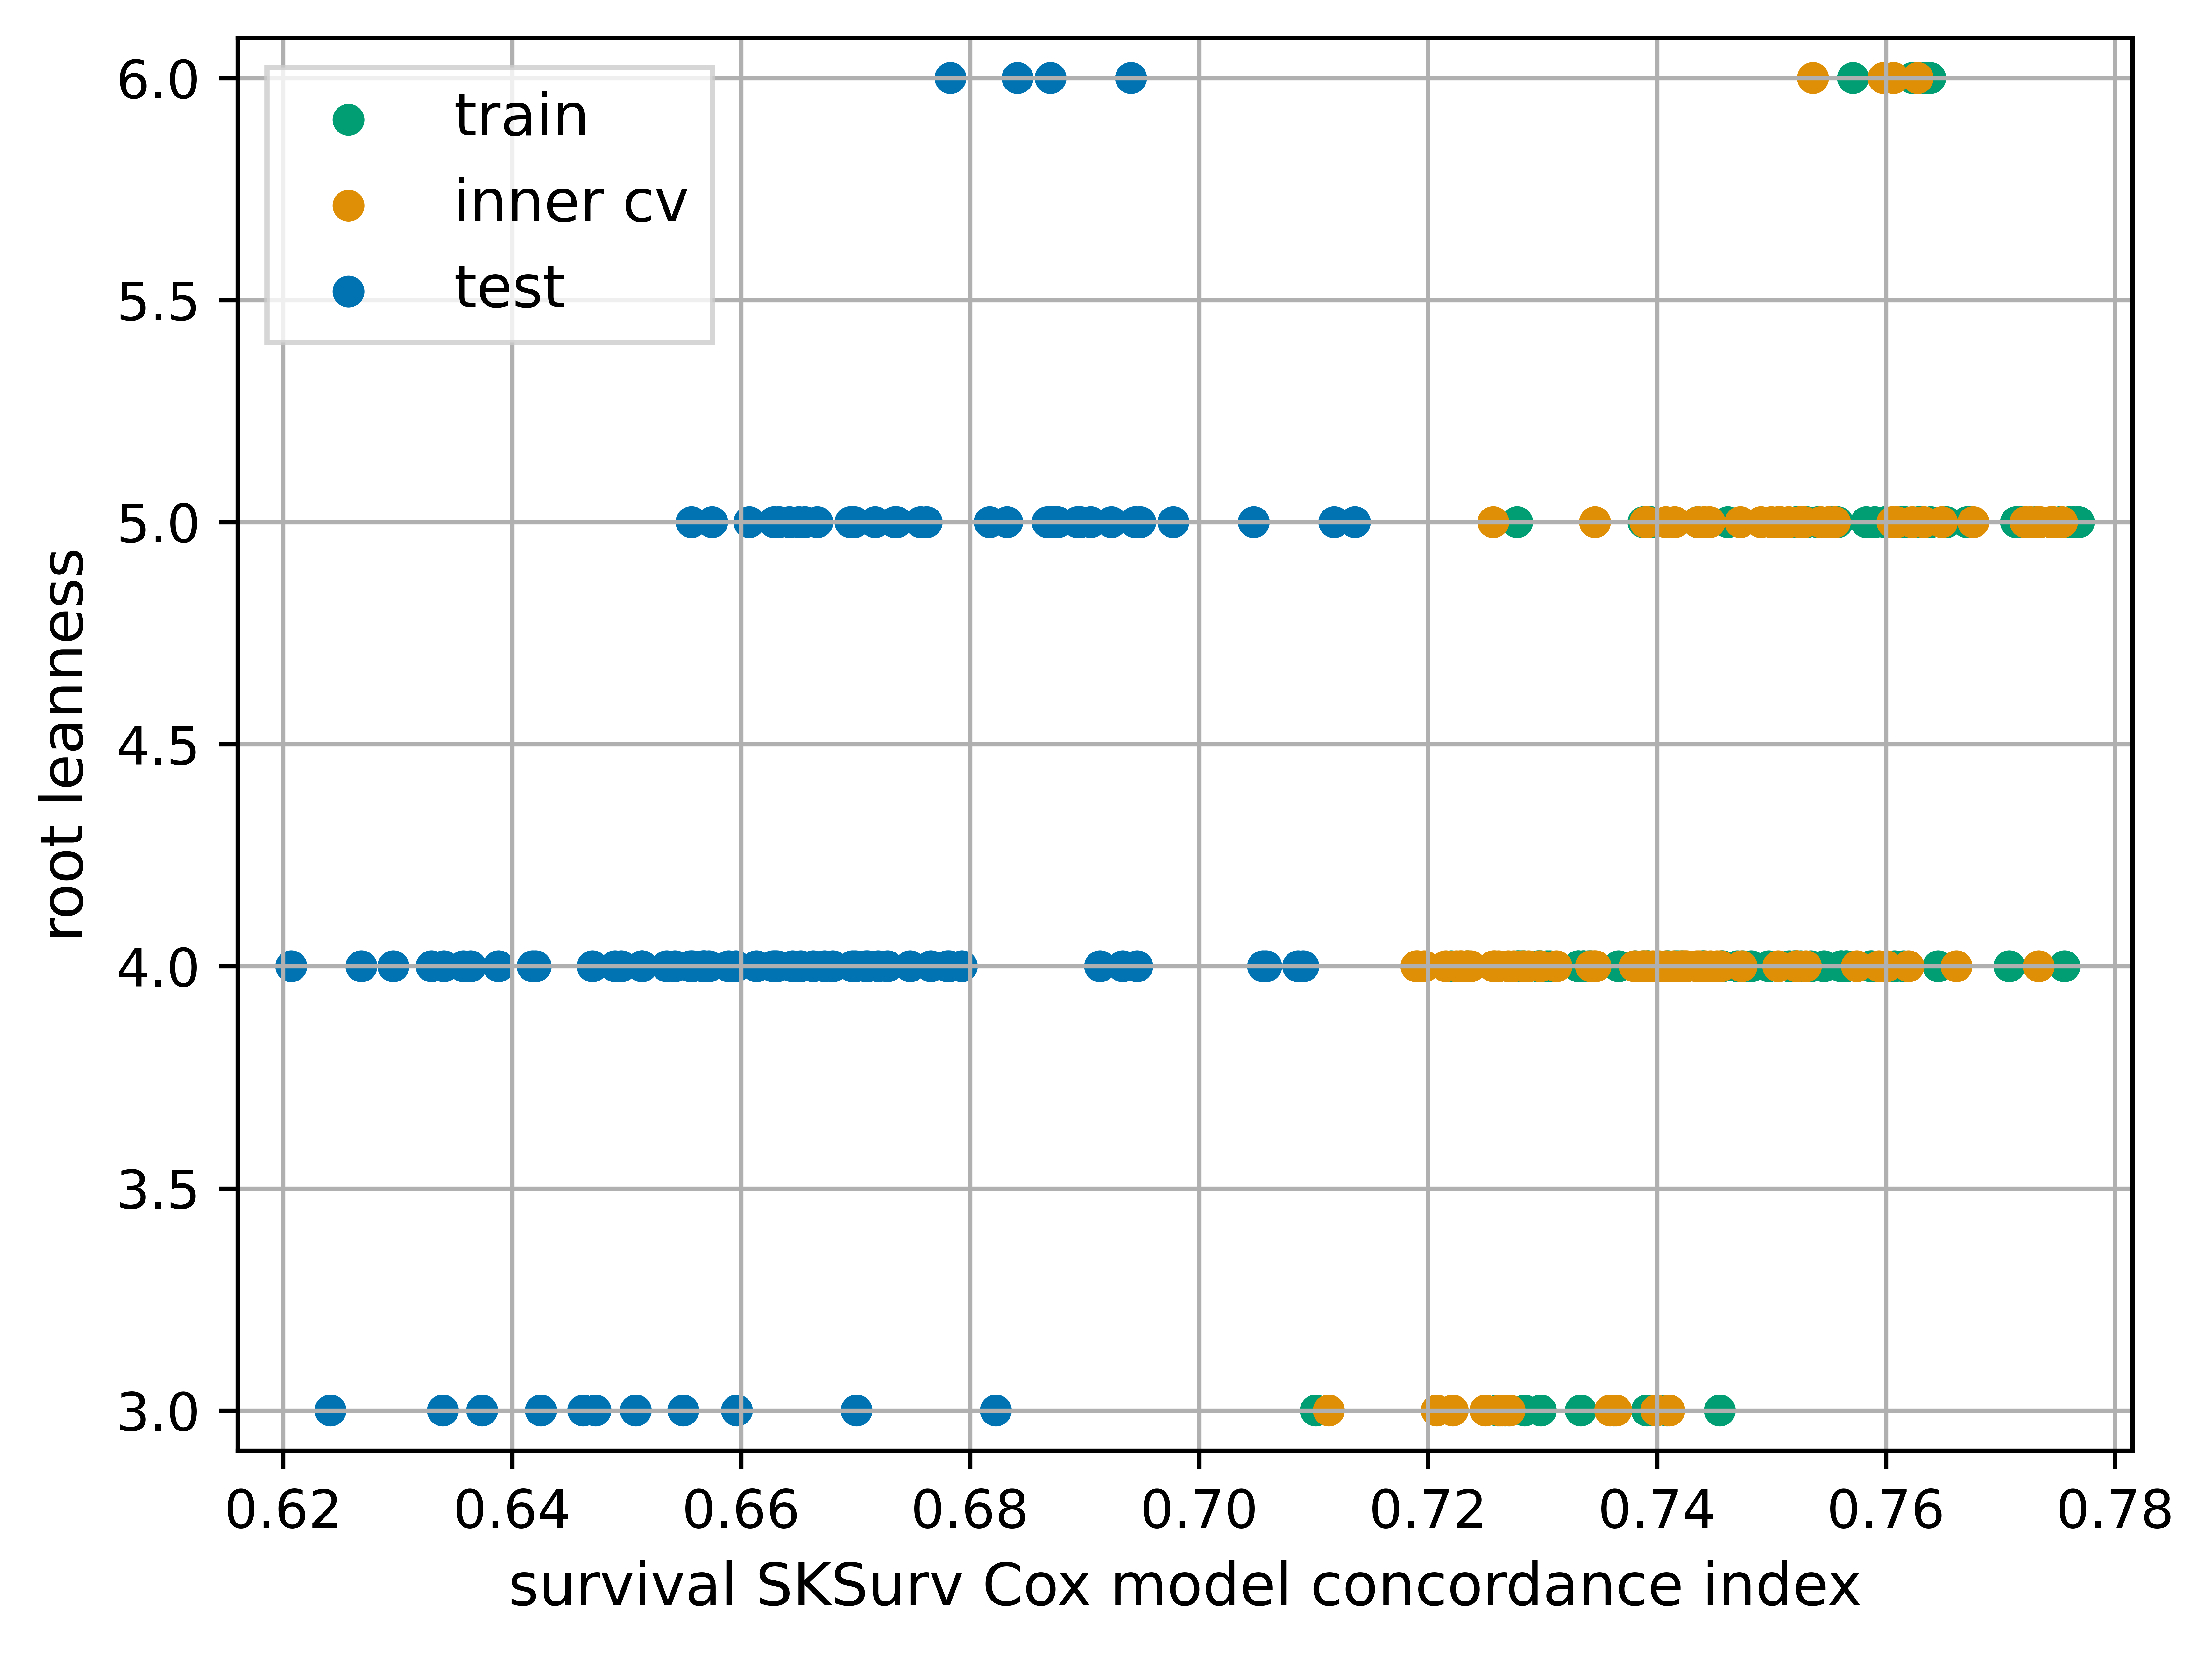 train
inner cv
test
6.0
5.5
5.0
4.5
4.0
3.5
3.0
root leanness
0.62 0.64 0.66 0.68 0.70 0.72 0.74 0.76 0.78
survival SKSurv Cox model concordance index